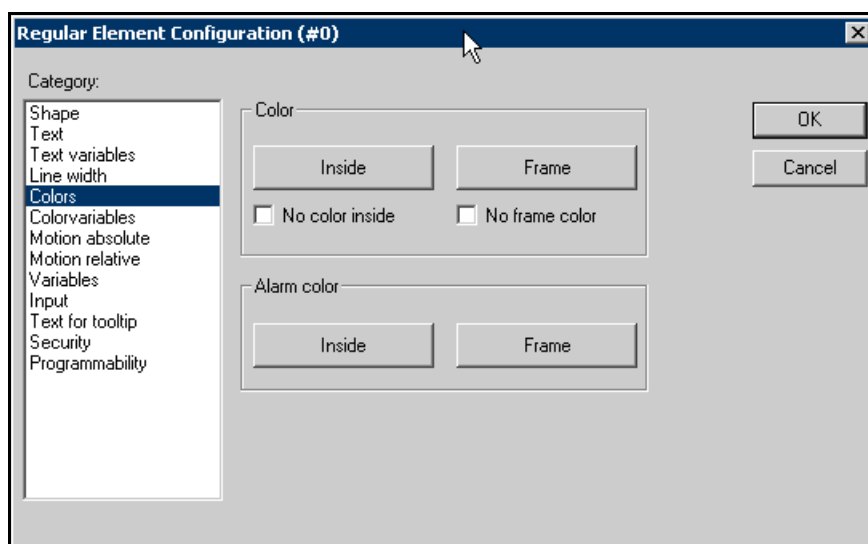 Regular Element Configuration (#0)
Category:
Shape
Text
Text variables
Line width
Colors
Colorvariables
Motion absolute
Motion relative
Variables
Input
Text for tooltip
Security
Programmability
Color
Inside
Frame
No color inside
No frame color
Alarm color
Inside
Frame
OK
Cancel